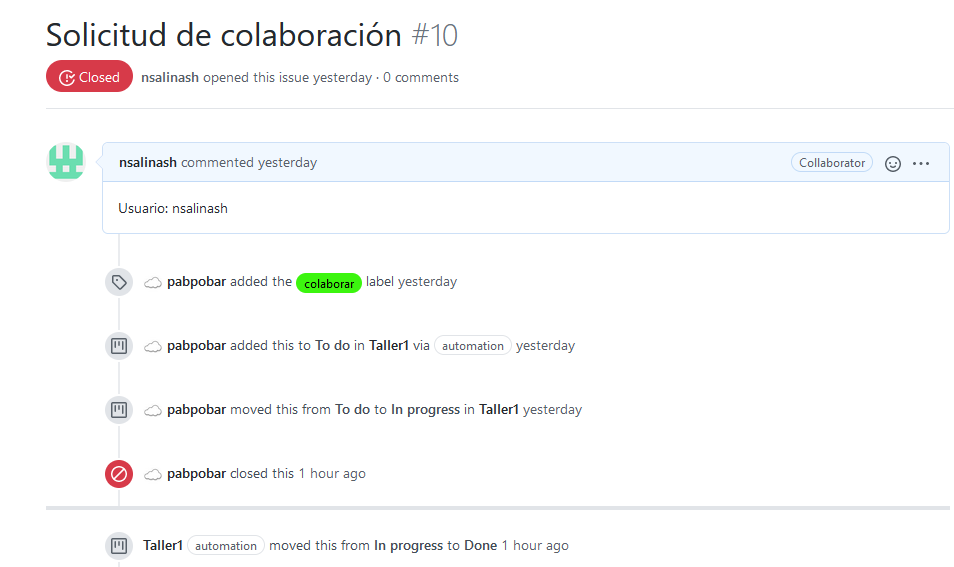 Solicitud de colaboración #10
Closed nsalinash opened this issue yesterday · 0 comments
nsalinash commented yesterday Collaborator
Usuario: nsalinash
pabpobar added the colaborar label yesterday
pabpobar added this to To do in Taller1 via automation yesterday
pabpobar moved this from To do to In progress in Taller1 yesterday
pabpobar closed this 1 hour ago
Taller1 automation moved this from In progress to Done 1 hour ago